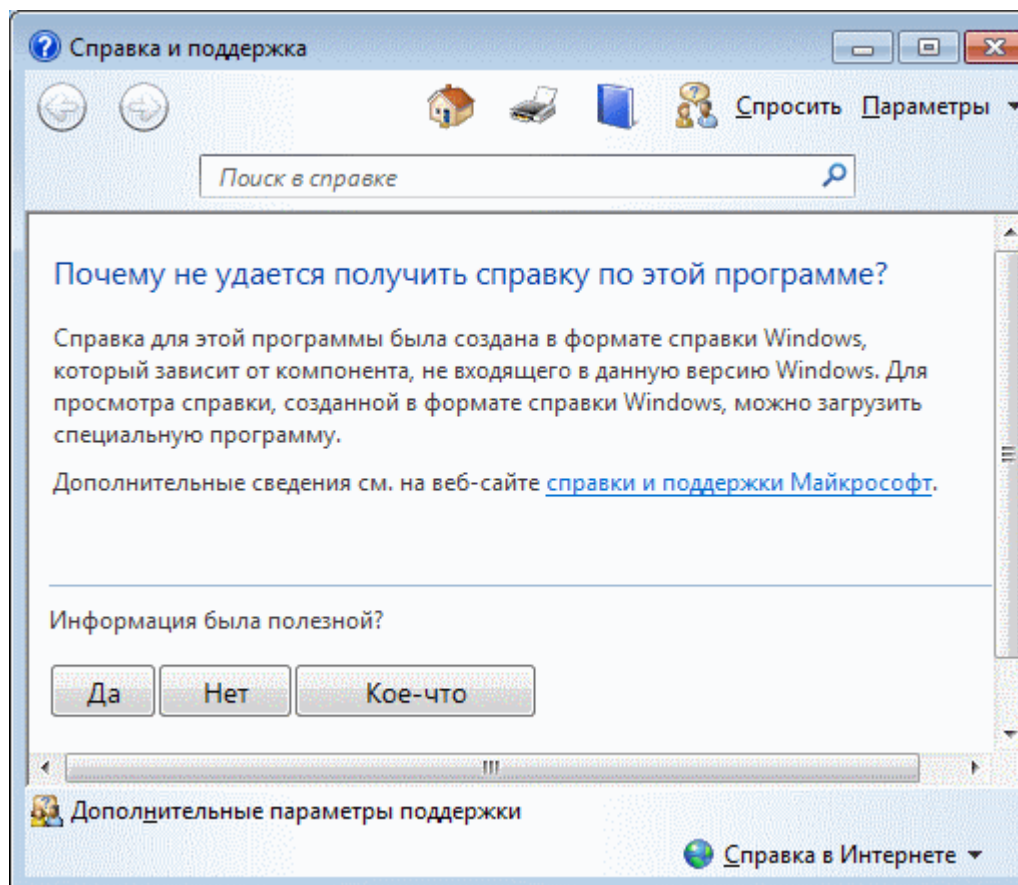 Справка и поддержка
Спросить Параметры
Поиск в справке
Почему не удается получить справку по этой программе?
Справка для этой программы была создана в формате справки Windows,
который зависит от компонента, не входящего в данную версию Windows. Для
просмотра справки, созданной в формате справки Windows, можно загрузить
специальную программу.
Дополнительные сведения см. на веб-сайте справки и поддержки Майкрософт.
Информация была полезной?
Да Нет Кое-что
Дополнительные параметры поддержки
Справка в Интернете